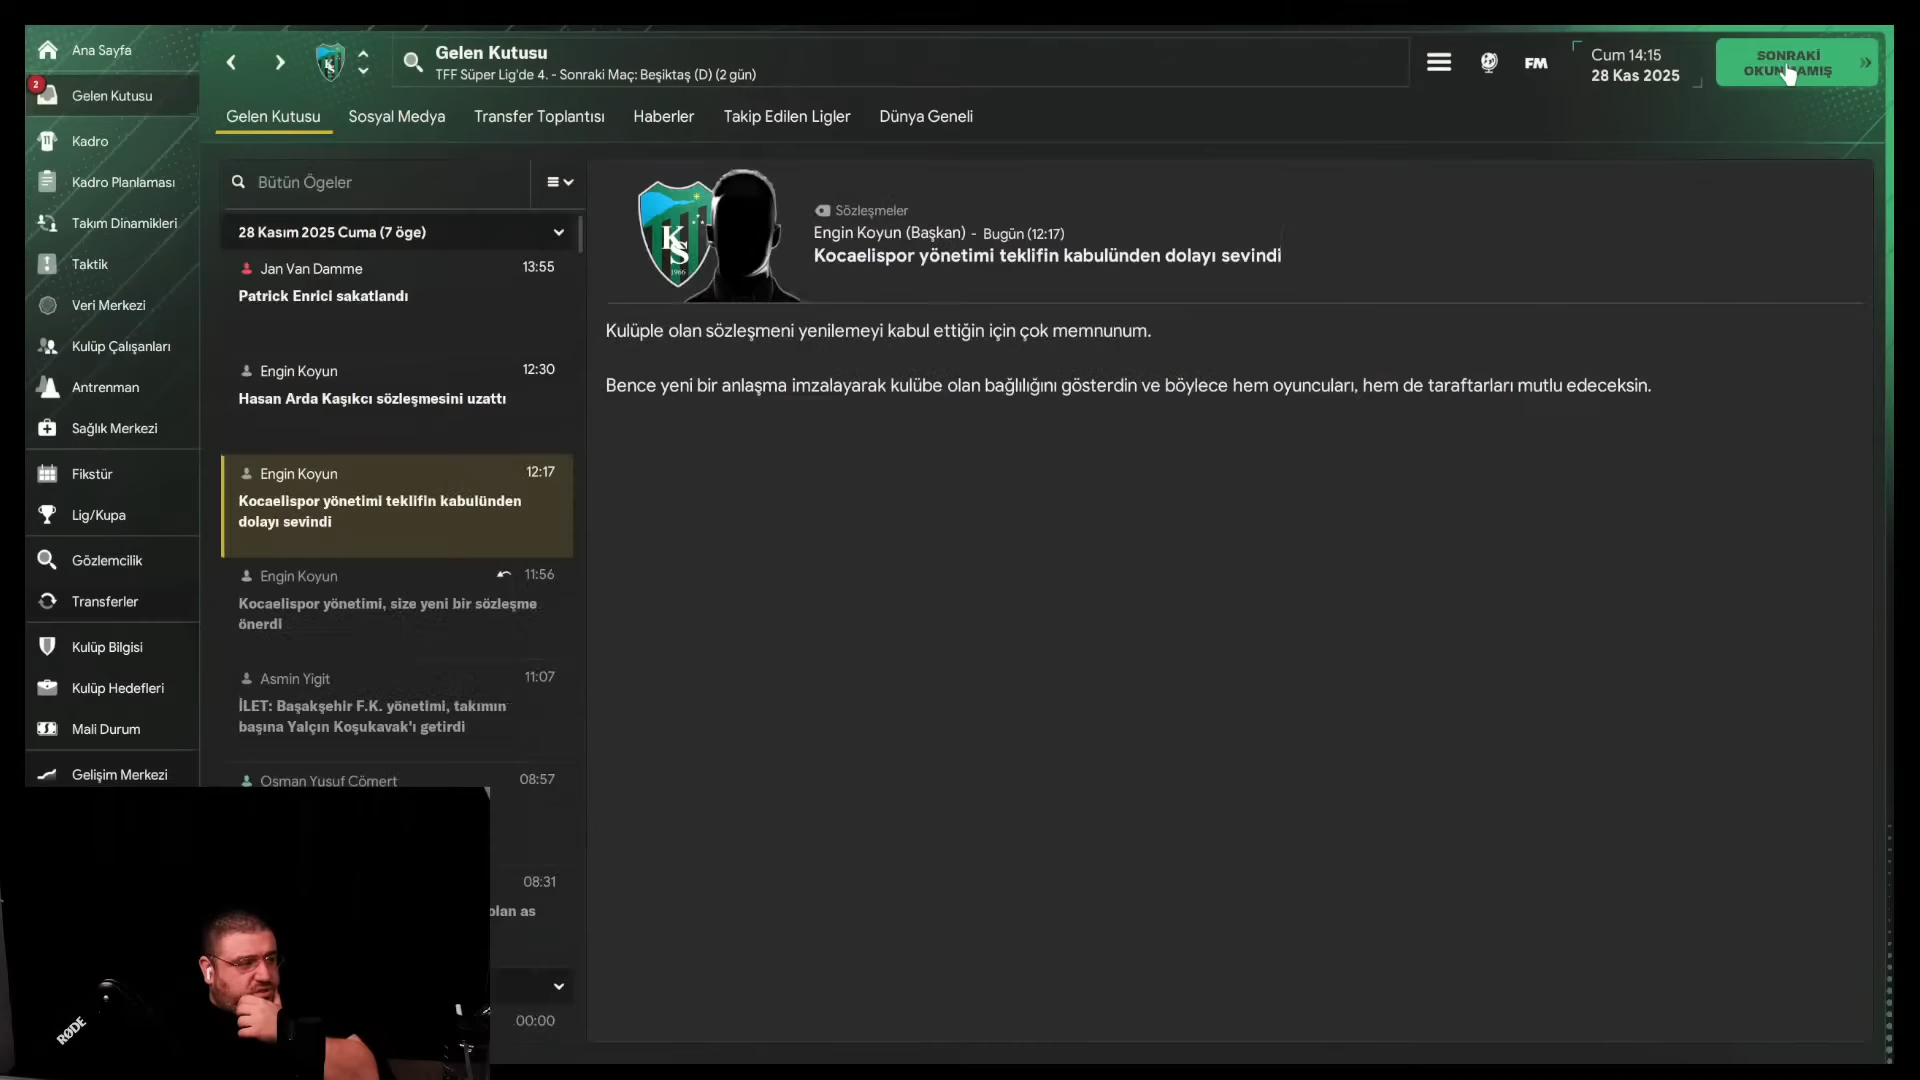 Ana Sayfa
2
Gelen Kutusu
Kadro
Kadro Planlaması
Takım Dinamikleri
Taktik
Veri Merkezi
Kulüp Çalışanları
Antrenman
Sağlık Merkezi
Fikstür
Lig/Kupa
Gözlemcilik
Transferler
Kulüp Bilgisi
Kulüp Hedefleri
Mali Durum
Gelişim Merkezi
Gelen Kutusu
TFF Süper Lig'de 4. - Sonraki Maç: Beşiktaş (D) (2 gün)
FM
Cum 14:15
28 Kas 2025
SONRAKİ
Gelen Kutusu
Sosyal Medya
Transfer Toplantısı
Haberler
Takip Edilen Ligler
Dünya Geneli
Bütün Ögeler
28 Kasım 2025 Cuma (7 öge)
Jan Van Damme 13:55
Patrick Enrici sakatlandı
Engin Koyun 12:30
Hasan Arda Kaşıkcı sözleşmesini uzattı
Engin Koyun 12:17
Kocaelispor yönetimi teklifin kabulünden
dolayı sevindi
Engin Koyun 11:56
Kocaelispor yönetimi, size yeni bir sözleşme
önerdi
Asmin Yigit 11:07
İLET: Başakşehir F.K. yönetimi, takımın
başına Yalçın Koşukavak'ı getirdi
Osman Yusuf Cömert 08:57
08:31
olan as
00:00
KS
1966
Sözleşmeler
Engin Koyun (Başkan) - Bugün (12:17)
Kocaelispor yönetimi teklifin kabulünden dolayı sevindi
Kulüple olan sözleşmeni yenilemeyi kabul ettiğin için çok memnunum.
Bence yeni bir anlaşma imzalayarak kulübe olan bağlılığını gösterdin ve böylece hem oyuncuları, hem de taraftarları mutlu edeceksin.
RØDE